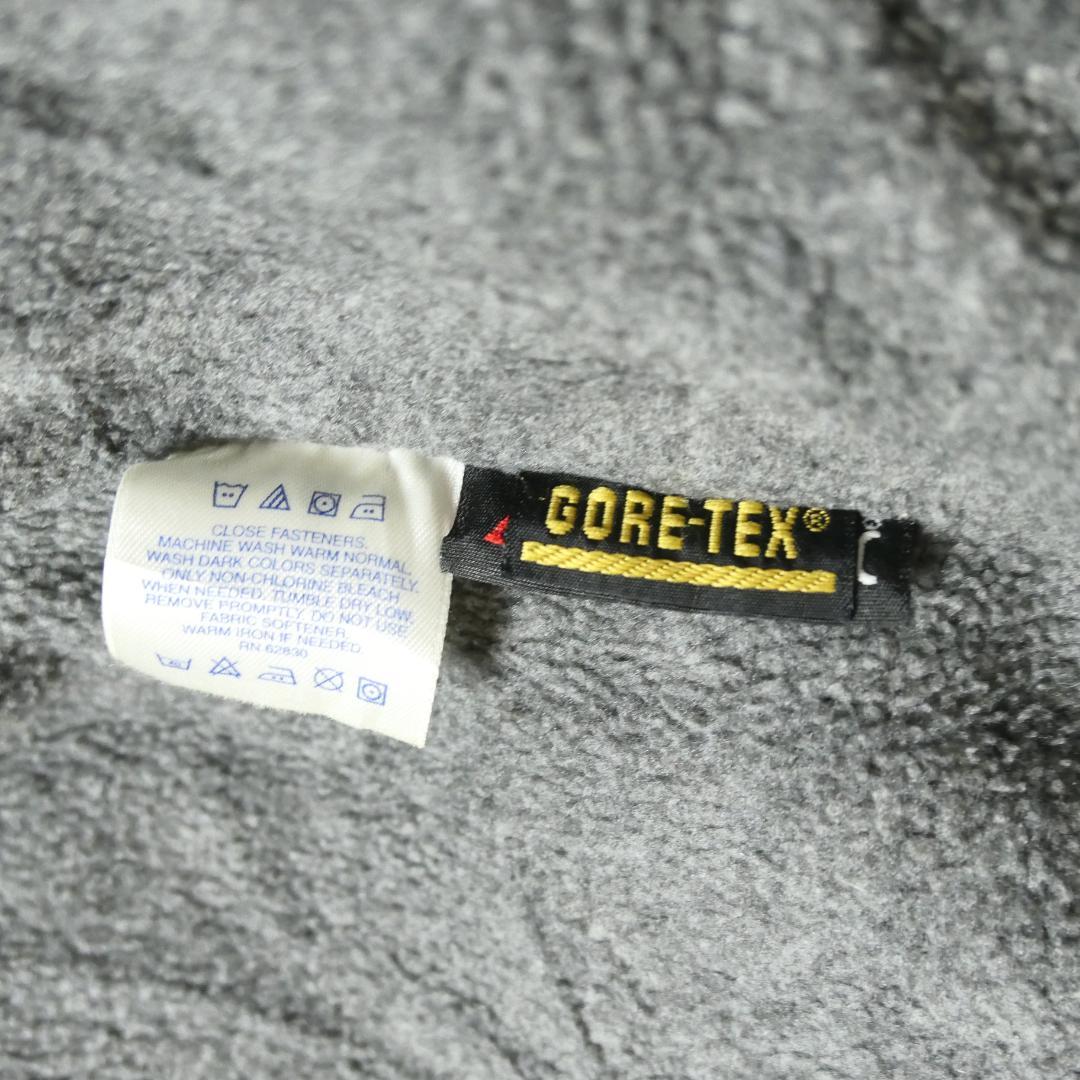 CLOSE FASTENERS.
MACHINE WASH WARM NORMAL,
WASH DARK COLORS SEPARATELY.
ONLY NON-CHLORINE BLEACH
WHEN NEEDED. TUMBLE DRY LOW.
REMOVE PROMPTLY. DO NOT USE
FABRIC SOFTENER.
WARM IRON IF NEEDED.
RN 62830
GORE-TEX®